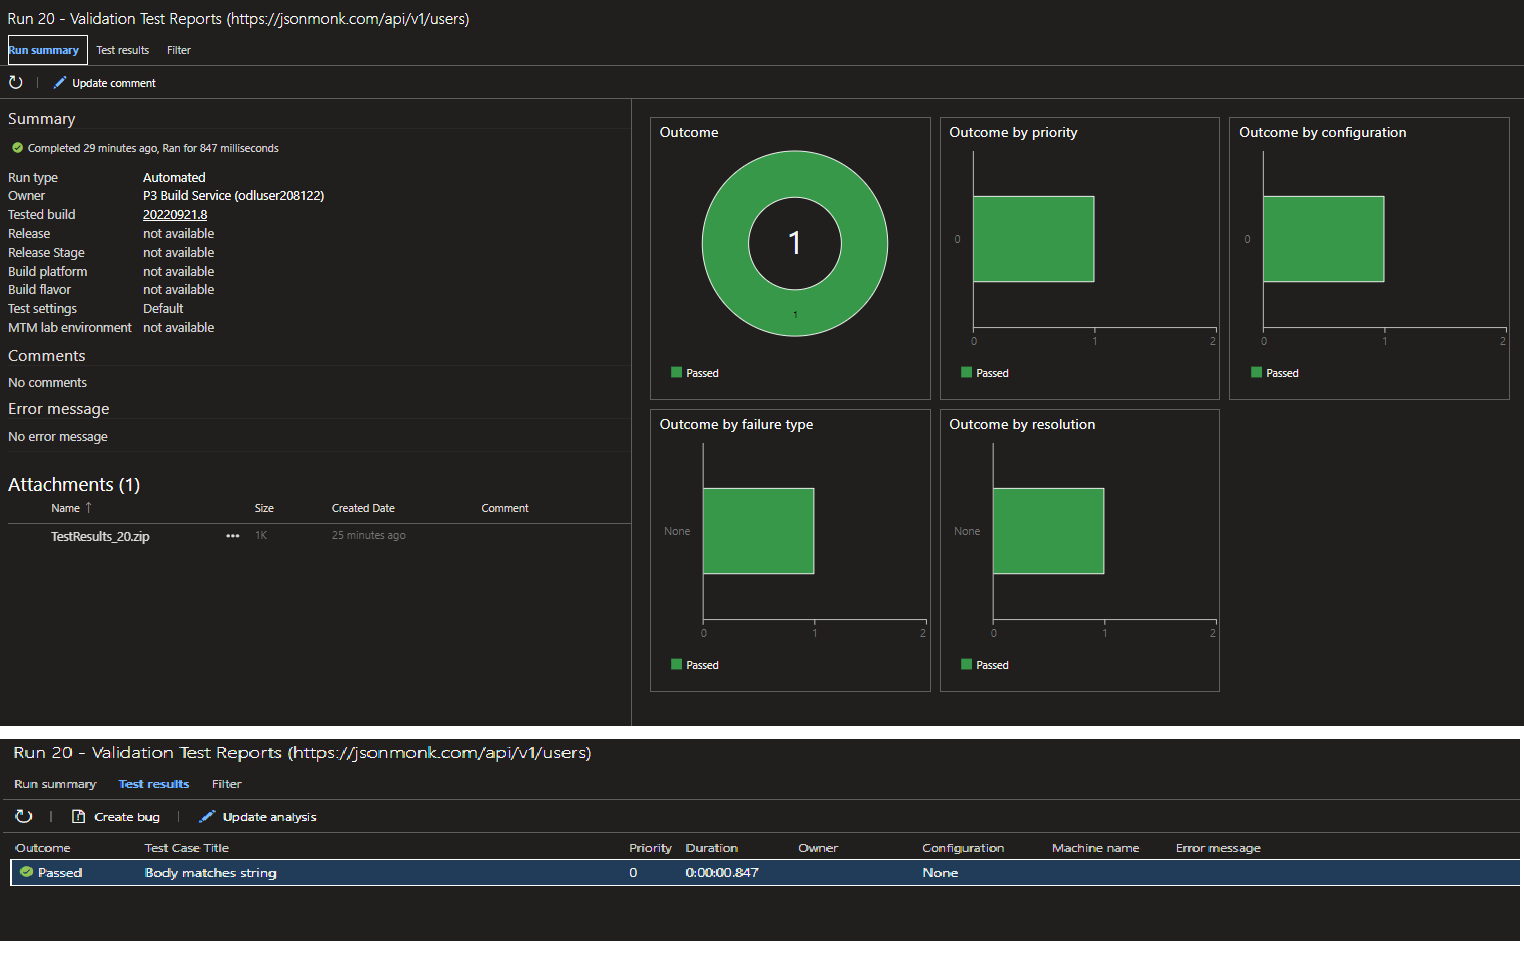 Run 20 - Validation Test Reports (https://jsonmonk.com/api/v1/users)
Run summary Test results Filter
Update comment
Summary
Completed 29 minutes ago, Ran for 847 milliseconds
Run type Automated
Owner P3 Build Service (odluser208122)
Tested build 20220921.8
Release not available
Release Stage not available
Build platform not available
Build flavor not available
Test settings Default
MTM lab environment not available
Comments
No comments
Error message
No error message
Attachments (1)
Name ↑ Size Created Date Comment
TestResults_20.zip ••• 1K 25 minutes ago
Outcome
1
1
Passed
Outcome by priority
0
0 1 2
Passed
Outcome by configuration
0
0 1 2
Passed
Outcome by failure type
None
0 1 2
Passed
Outcome by resolution
None
0 1 2
Passed
Run 20 - Validation Test Reports (https://jsonmonk.com/api/v1/users)
Run summary Test results Filter
Create bug Update analysis
Outcome Test Case Title Priority Duration Owner Configuration Machine name Error message
Passed Body matches string 0 0:00:00.847 None